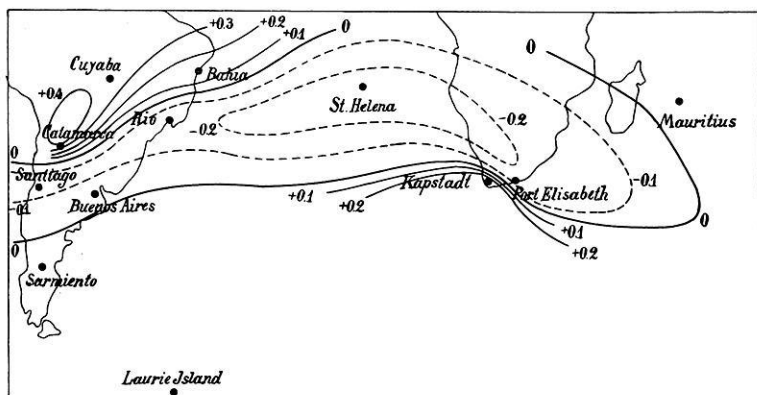 +0.3
+0.2
+0.1
0
0
Cuyaba
Bahia
+0.4
St. Helena
-0.2
Mauritius
Rio
-0.2
Catamarca
0
Santiago
Kapstadt
Port Elisabeth
-0.1
-0.1
Buenos Aires
+0.1
+0.2
0
+0.1
0
+0.2
Sarmiento
Laurie Island